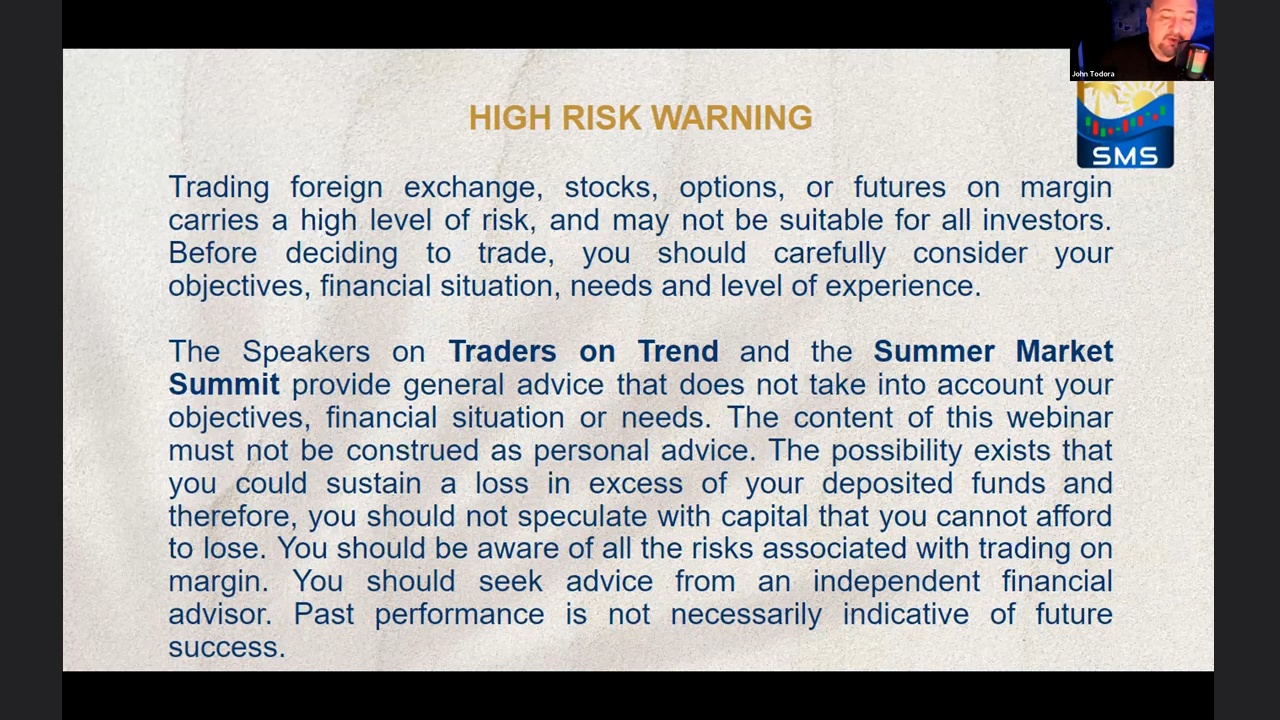 John Todora
HIGH RISK WARNING
SMS
Trading foreign exchange, stocks, options, or futures on margin
carries a high level of risk, and may not be suitable for all investors.
Before deciding to trade, you should carefully consider your
objectives, financial situation, needs and level of experience.
The Speakers on Traders on Trend and the Summer Market
Summit provide general advice that does not take into account your
objectives, financial situation or needs. The content of this webinar
must not be construed as personal advice. The possibility exists that
you could sustain a loss in excess of your deposited funds and
therefore, you should not speculate with capital that you cannot afford
to lose. You should be aware of all the risks associated with trading on
margin. You should seek advice from an independent financial
advisor. Past performance is not necessarily indicative of future
success.